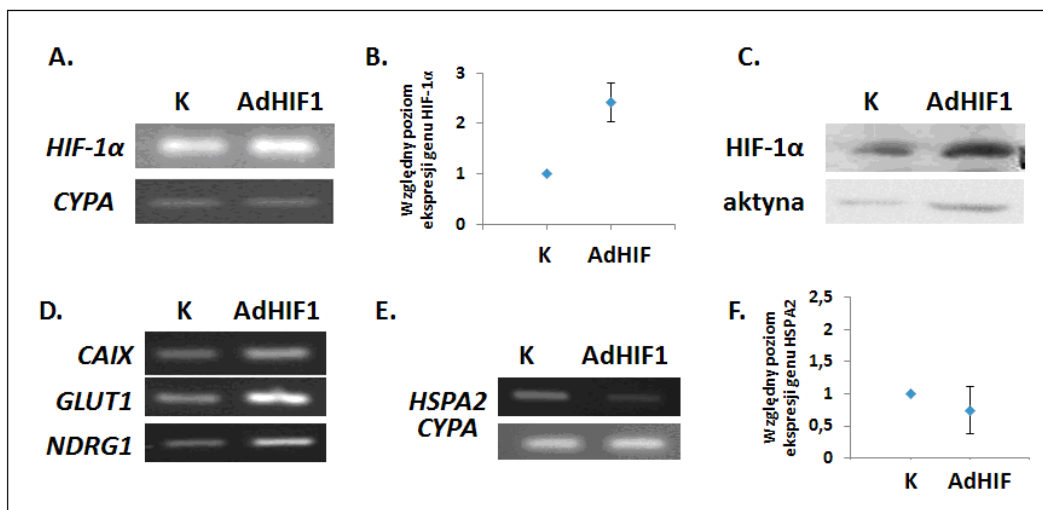 A.
K AdHIF1
HIF-1α
CYPA
B.
Względny poziom
ekspresji genu HIF-1α
3
2
1
0
K AdHIF
C.
K AdHIF1
HIF-1α
aktyna
D.
K AdHIF1
CAIX
GLUT1
NDRG1
E.
K AdHIF1
HSPA2
CYPA
F.
Względny poziom
ekspresji genu HSPA2
2,5
2
1,5
1
0,5
0
K AdHIF